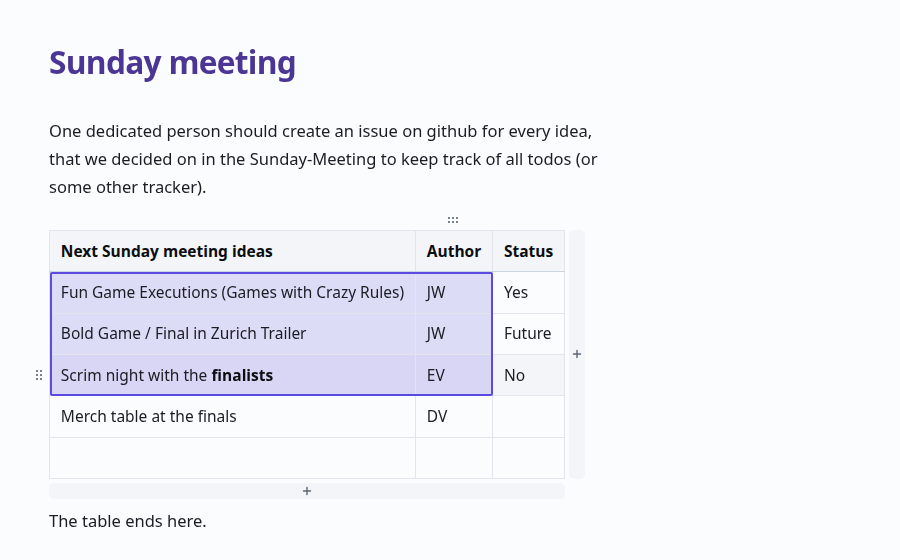 Sunday meeting
One dedicated person should create an issue on github for every idea,
that we decided on in the Sunday-Meeting to keep track of all todos (or
some other tracker).
Next Sunday meeting ideas Author Status
Fun Game Executions (Games with Crazy Rules) JW Yes
Bold Game / Final in Zurich Trailer JW Future
Scrim night with the finalists EV No
Merch table at the finals DV
The table ends here.